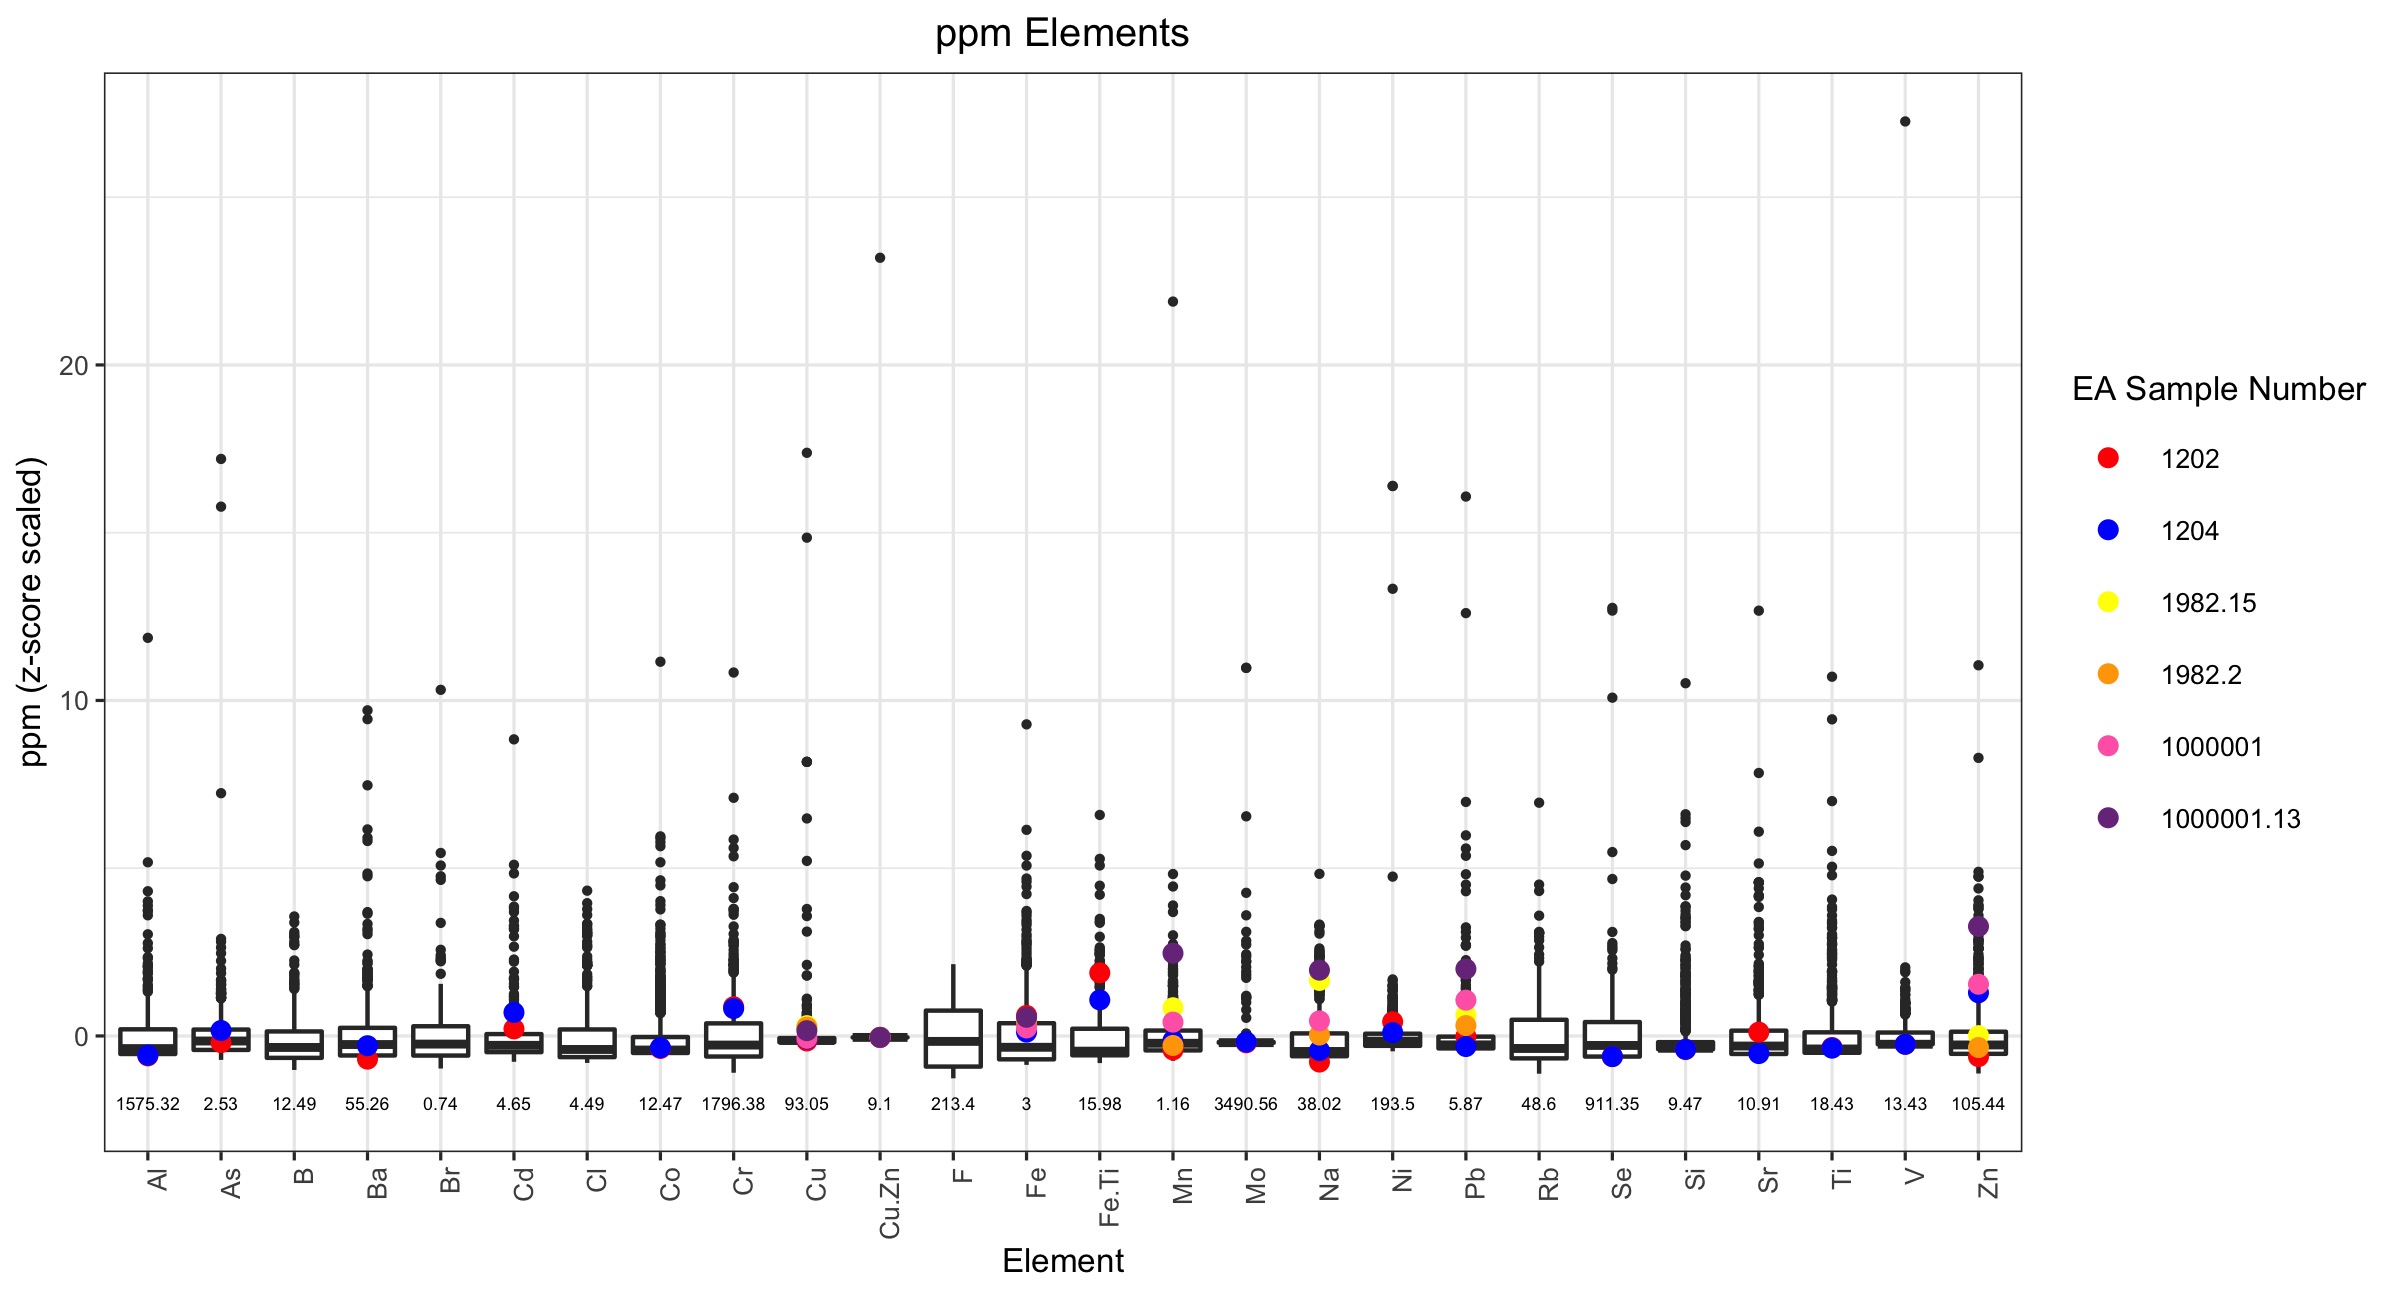 ppm Elements
ppm (z-score scaled)
20
10
0
1575.32 2.53 12.49 55.26 0.74 4.65 4.49 12.47 1796.38 93.05 9.1 213.4 3 15.98 1.16 3490.56 38.02 193.5 5.87 48.6 911.35 9.47 10.91 18.43 13.43 105.44
Al As B Ba Br Cd Cl Co Cr Cu Cu.Zn F Fe Fe.Ti Mn Mo Na Ni Pb Rb Se Si Sr Ti V Zn
Element
EA Sample Number
1202
1204
1982.15
1982.2
1000001
1000001.13